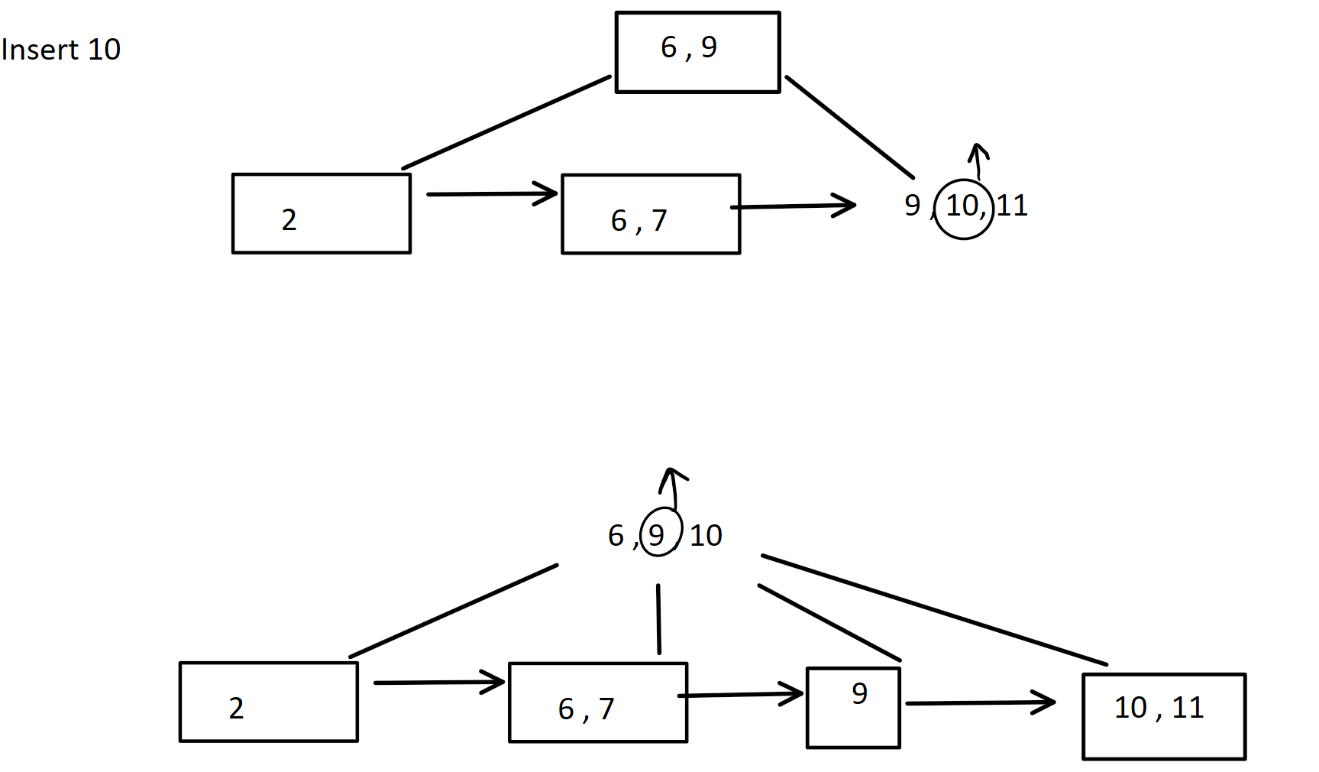 Insert 10
6 , 9
2
6 , 7
9 , 10, 11
6 , 9 , 10
2
6 , 7
9
10 , 11